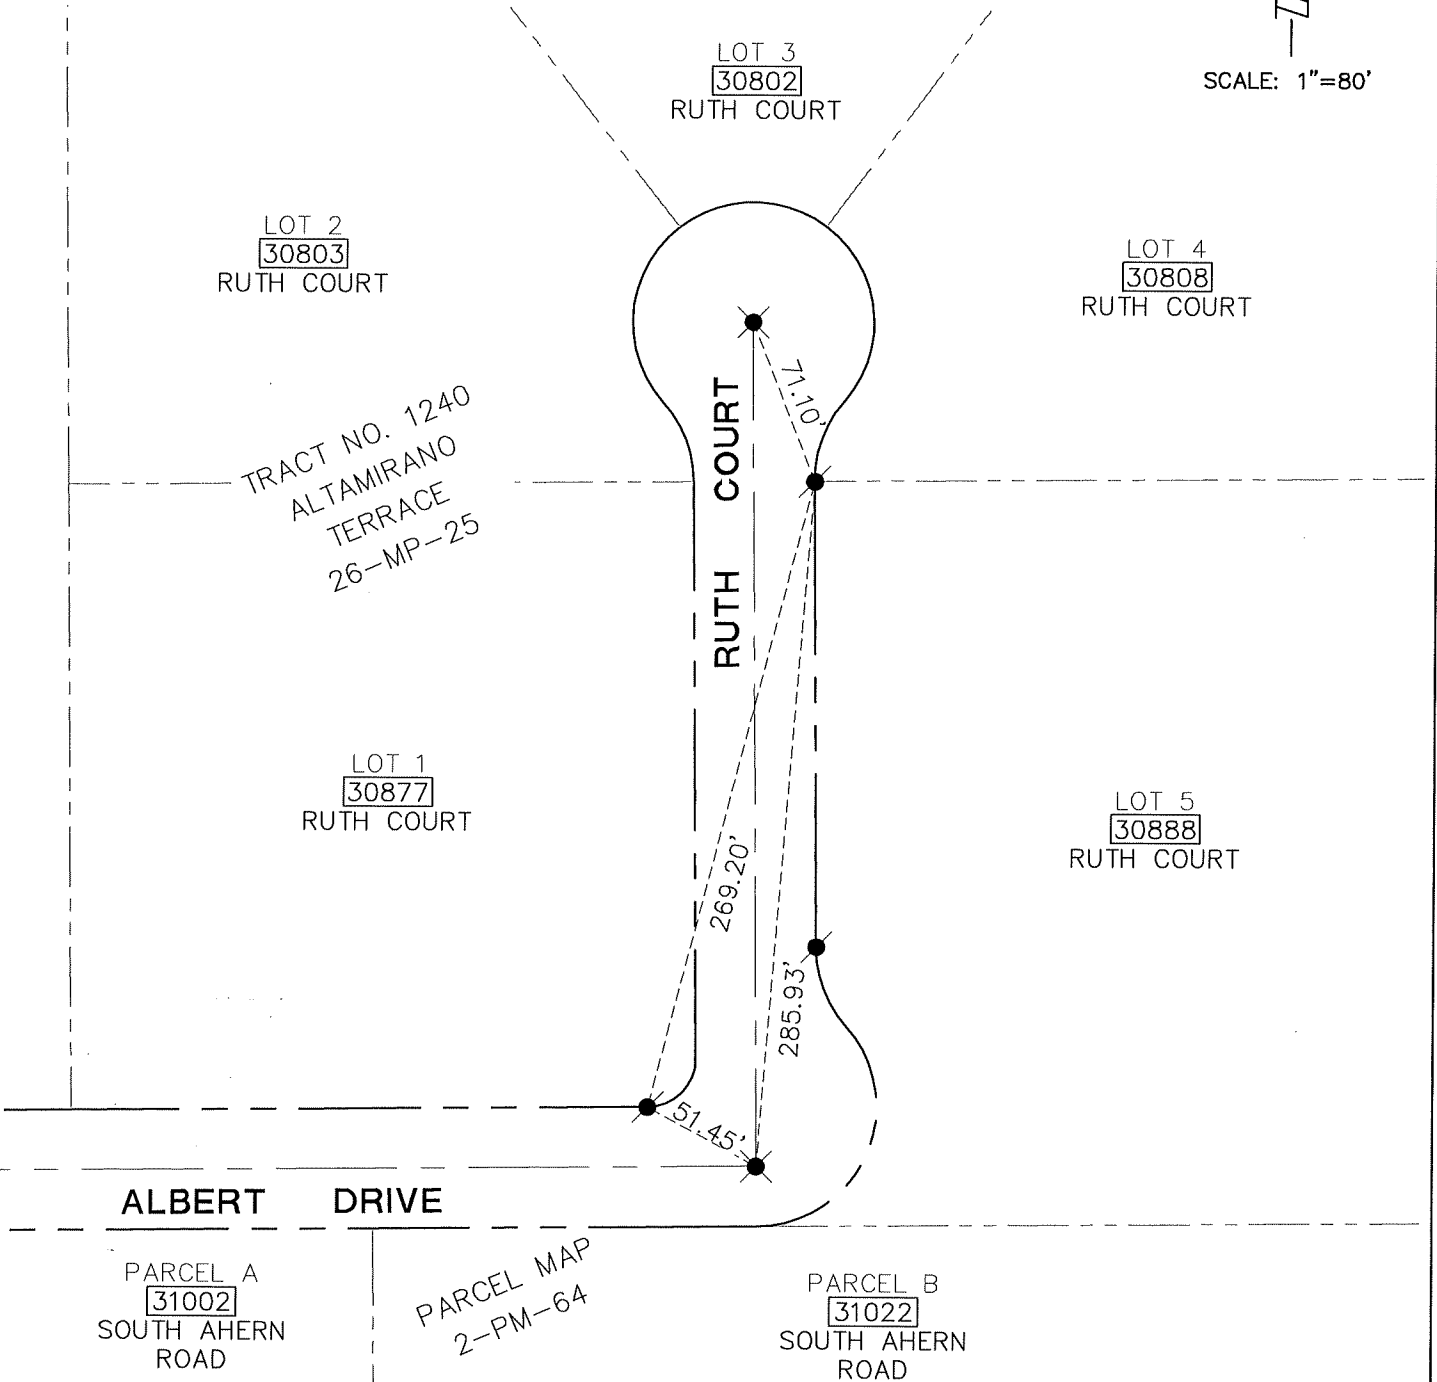 LOT 3
30802
RUTH COURT
SCALE: 1"=80'
LOT 2
30803
RUTH COURT
LOT 4
30808
RUTH COURT
71.10'
RUTH COURT
TRACT NO. 1240
ALTAMIRANO
TERRACE
26-MP-25
LOT 1
30877
RUTH COURT
LOT 5
30888
RUTH COURT
269.20'
285.93'
51.45'
ALBERT DRIVE
PARCEL A
31002
SOUTH AHERN
ROAD
PARCEL MAP
2-PM-64
PARCEL B
31022
SOUTH AHERN
ROAD